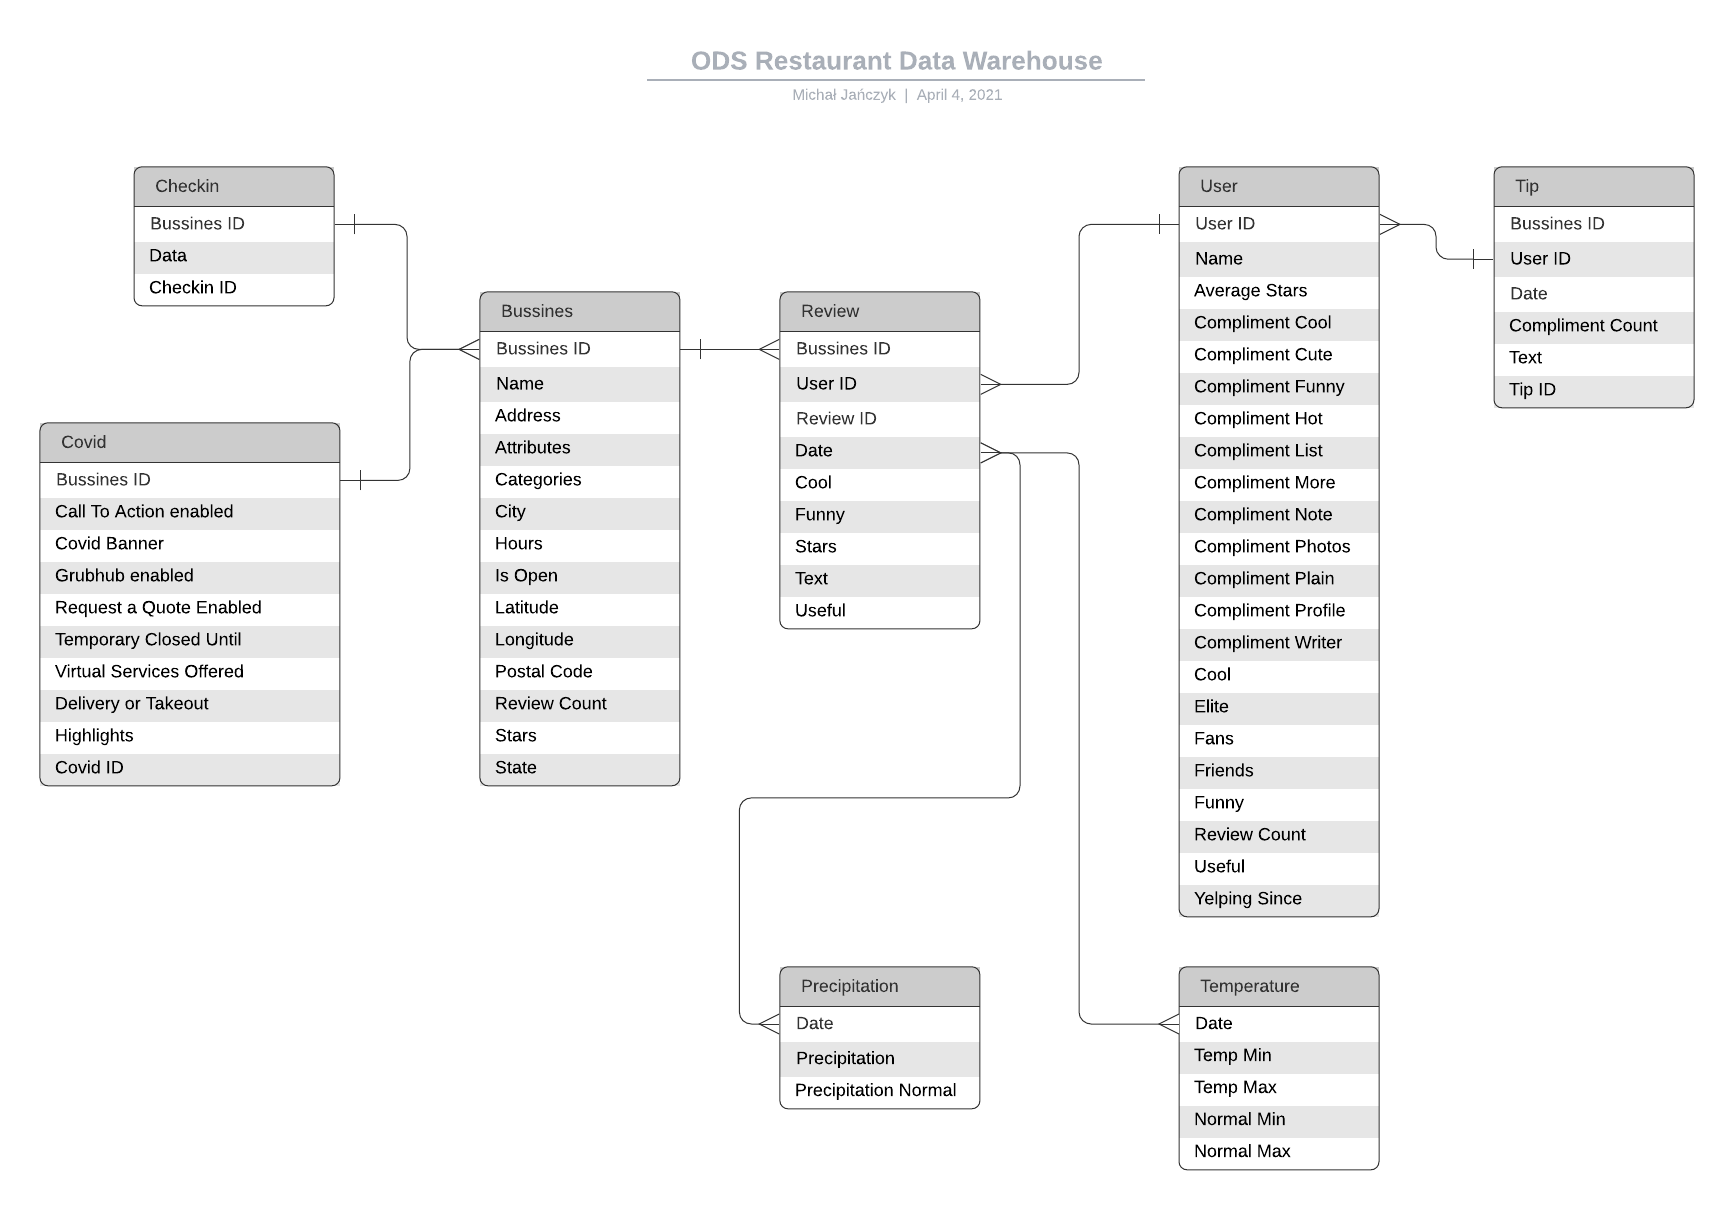 ODS Restaurant Data Warehouse
Michał Jańczyk | April 4, 2021
Checkin
Bussines ID
Data
Checkin ID
Covid
Bussines ID
Call To Action enabled
Covid Banner
Grubhub enabled
Request a Quote Enabled
Temporary Closed Until
Virtual Services Offered
Delivery or Takeout
Highlights
Covid ID
Bussines
Bussines ID
Name
Address
Attributes
Categories
City
Hours
Is Open
Latitude
Longitude
Postal Code
Review Count
Stars
State
Review
Bussines ID
User ID
Review ID
Date
Cool
Funny
Stars
Text
Useful
User
User ID
Name
Average Stars
Compliment Cool
Compliment Cute
Compliment Funny
Compliment Hot
Compliment List
Compliment More
Compliment Note
Compliment Photos
Compliment Plain
Compliment Profile
Compliment Writer
Cool
Elite
Fans
Friends
Funny
Review Count
Useful
Yelping Since
Tip
Bussines ID
User ID
Date
Compliment Count
Text
Tip ID
Precipitation
Date
Precipitation
Precipitation Normal
Temperature
Date
Temp Min
Temp Max
Normal Min
Normal Max